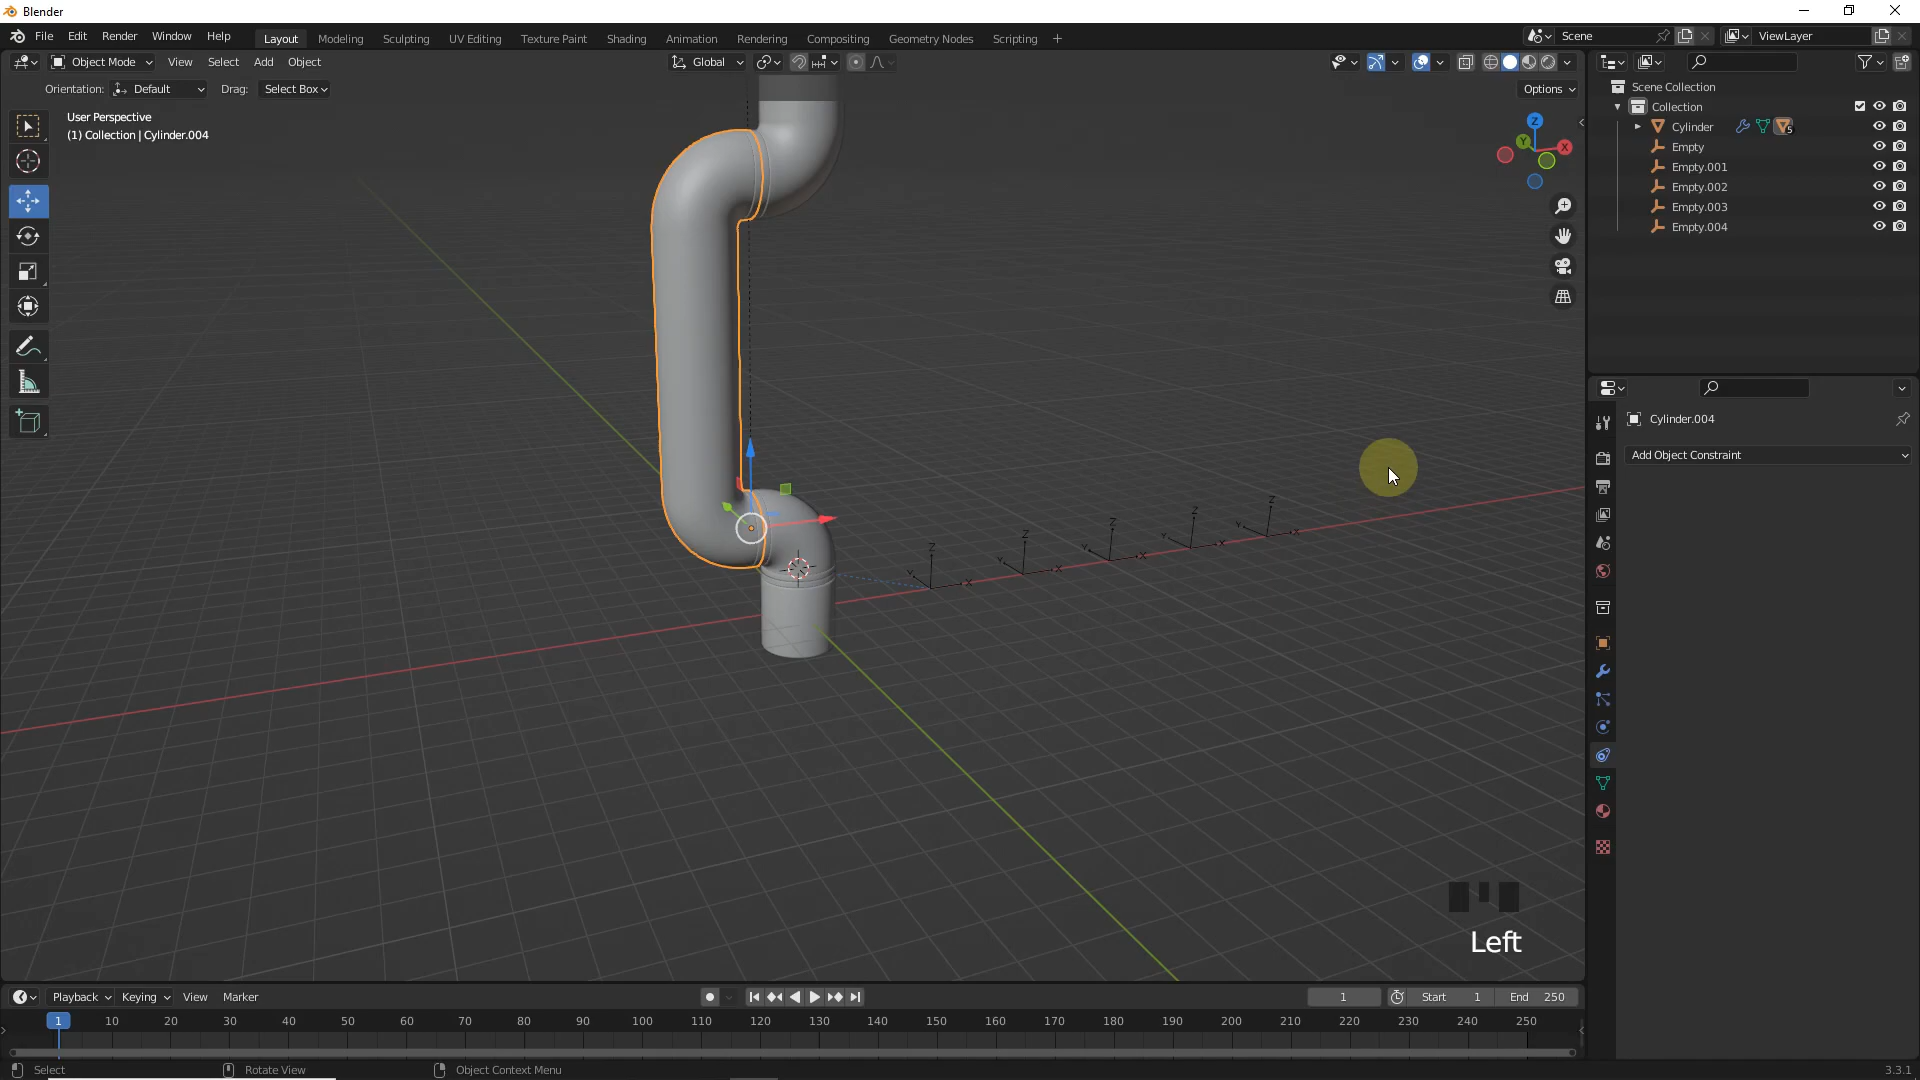 Blender
File Edit Render Window Help
Layout Modeling Sculpting UV Editing Texture Paint Shading Animation Rendering Compositing Geometry Nodes Scripting +
Scene
ViewLayer
Object Mode View Select Add Object
Global
Orientation: Default Drag: Select Box
Options
User Perspective
(1) Collection | Cylinder.004
Scene Collection
Collection
Cylinder
5
Empty
Empty.001
Empty.002
Empty.003
Empty.004
Z
Y
X
Cylinder.004
Add Object Constraint
Z Z Z Z Z
Y Y Y Y Y
X X X X X
Left
Playback Keying View Marker
1
Start 1
End 250
1 10 20 30 40 50 60 70 80 90 100 110 120 130 140 150 160 170 180 190 200 210 220 230 240 250
Select
Rotate View
Object Context Menu
3.3.1